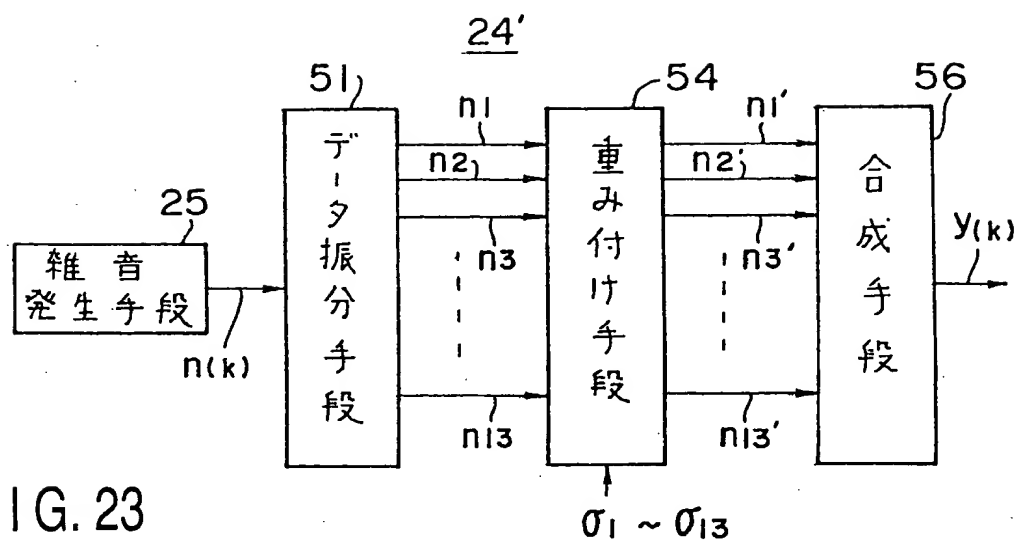 24'
51
54
56
n1
n1'
n2
n2'
25
雑音
発生手段
n(k)
データ振分手段
n3
重み付け手段
n3'
合成手段
y(k)
n13
n13'
σ1 ~ σ13
IG. 23